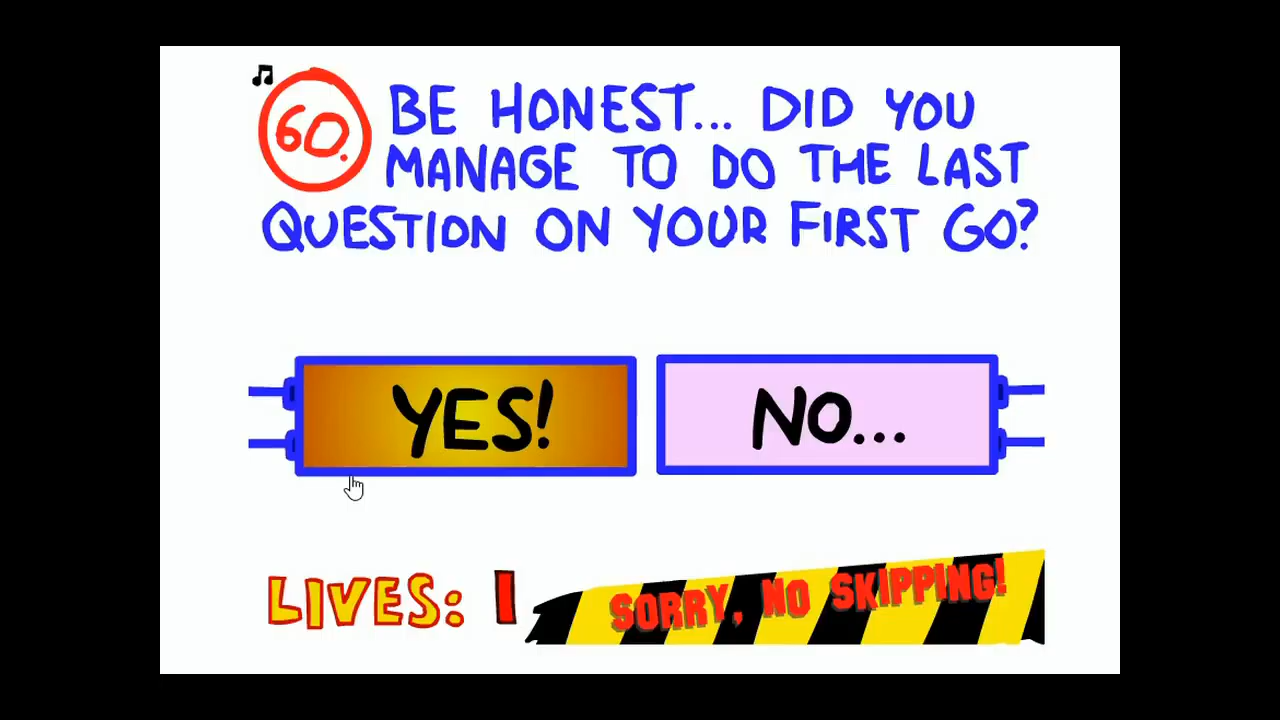 60. BE HONEST... DID YOU
MANAGE TO DO THE LAST
QUESTION ON YOUR FIRST GO?
YES!
NO...
LIVES: 1
SORRY, NO SKIPPING!